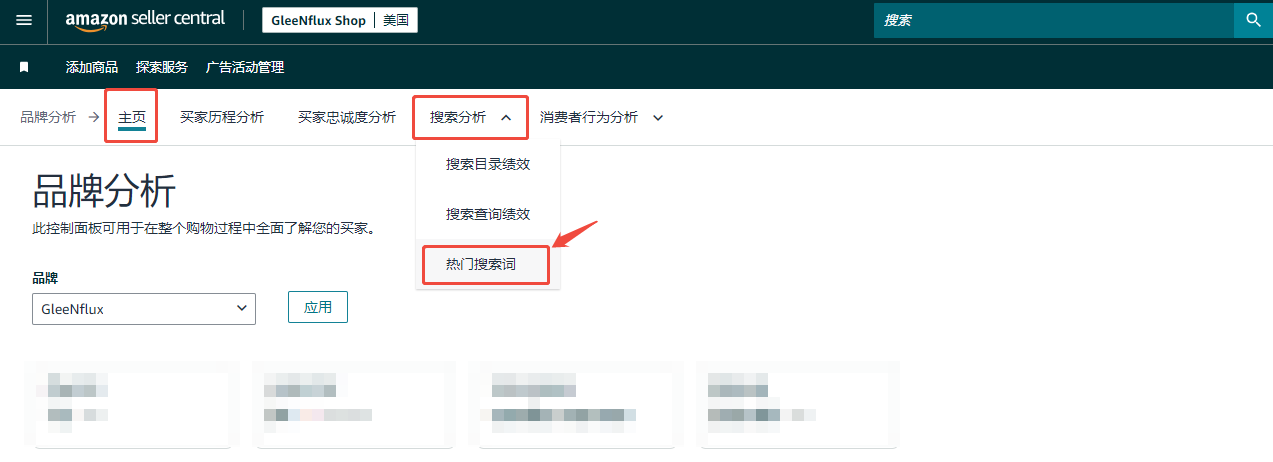 amazon seller central
GleeNflux Shop | 美国
搜索
添加商品 探索服务 广告活动管理
品牌分析 → 主页 买家历程分析 买家忠诚度分析 搜索分析 消费者行为分析
搜索目录绩效
搜索查询绩效
热门搜索词
品牌分析
此控制面板可用于在整个购物过程中全面了解您的买家。
品牌
GleeNflux 应用